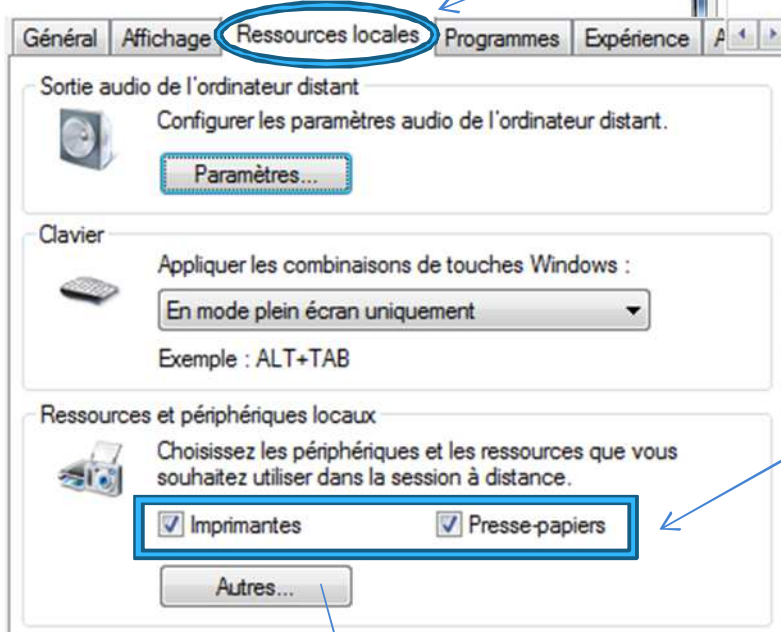 Général Affichage Ressources locales Programmes Expérience A
Sortie audio de l'ordinateur distant
Configurer les paramètres audio de l'ordinateur distant.
Paramètres...
Clavier
Appliquer les combinaisons de touches Windows :
En mode plein écran uniquement
Exemple : ALT+TAB
Ressources et périphériques locaux
Choisissez les périphériques et les ressources que vous
souhaitez utiliser dans la session à distance.
Imprimantes Presse-papiers
Autres...